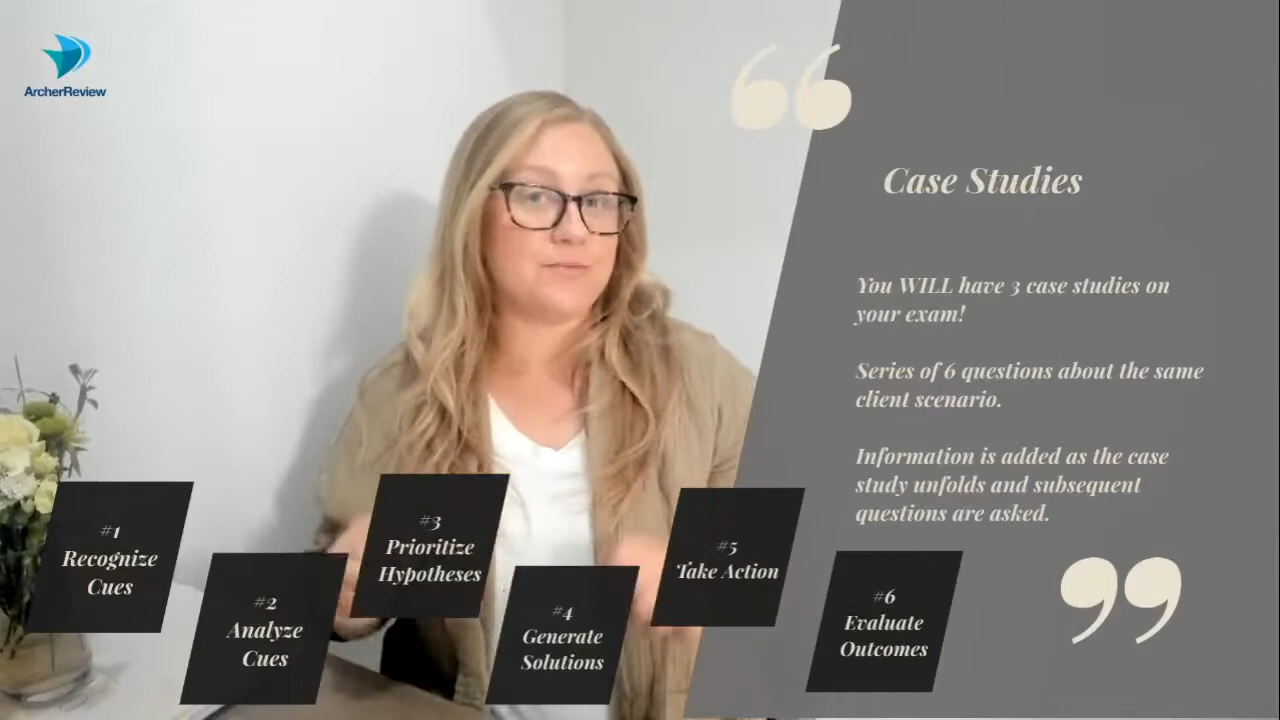 ArcherReview
“
Case Studies
You WILL have 3 case studies on
your exam!
Series of 6 questions about the same
client scenario.
Information is added as the case
study unfolds and subsequent
questions are asked.
”
#1
Recognize
Cues
#2
Analyze
Cues
#3
Prioritize
Hypotheses
#4
Generate
Solutions
#5
Take Action
#6
Evaluate
Outcomes